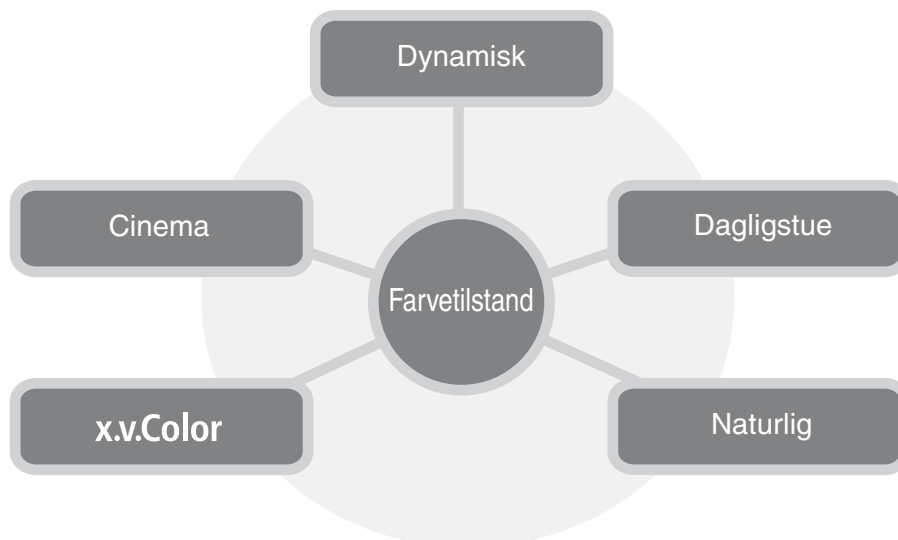 Dynamisk
Cinema
Dagligstue
Farvetilstand
x.v.Color
Naturlig